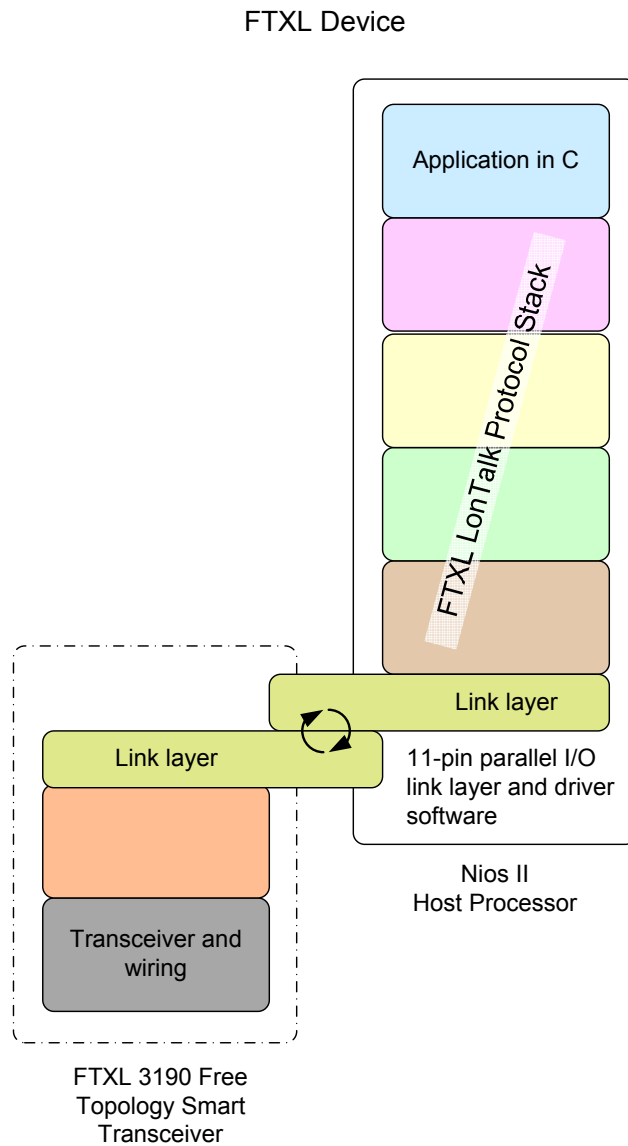 FTXL Device
Application in C
FTXL LonTalk Protocol Stack
Link layer
Link layer
11-pin parallel I/O
link layer and driver
software
Nios II
Host Processor
Transceiver and
wiring
FTXL 3190 Free
Topology Smart
Transceiver